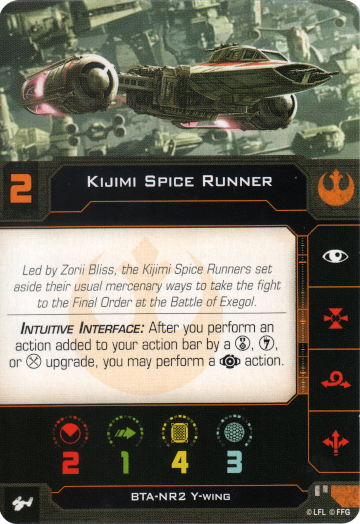 2
KIJIMI SPICE RUNNER
Led by Zorii Bliss, the Kijimi Spice Runners set
aside their usual mercenary ways to take the fight
to the Final Order at the Battle of Exegol.
INTUITIVE INTERFACE: After you perform an
action added to your action bar by a , ,
or upgrade, you may perform a action.
2 1 4 3
BTA-NR2 Y-WING
©LFL ©FFG